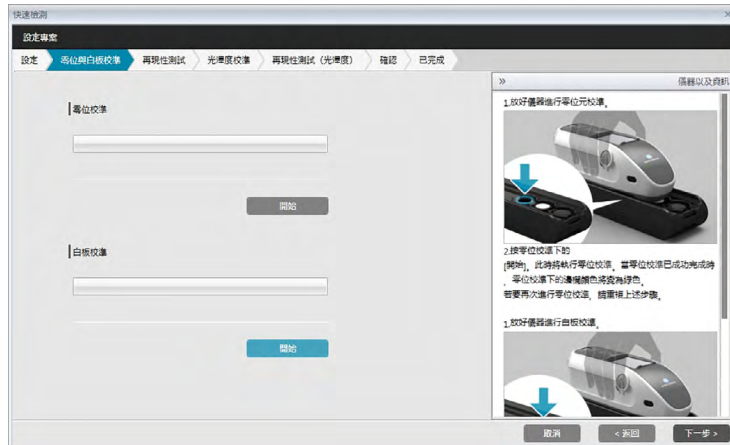 快速檢測
設定專案
設定 零位與白板校準 再現性測試 光澤度校準 再現性測試 (光澤度) 確認 已完成
» 儀器以及資訊
零位校準
開始
白板校準
開始
1.放好儀器進行零位元校準。
2.按零位校準下的
[開始]。此時將執行零位校準。當零位校準已成功完成時
，零位校準下的邊欄顏色將變為綠色。
若要再次進行零位校準，請重複上述步驟。
1.放好儀器進行白板校準。
取消 < 返回 下一步 >